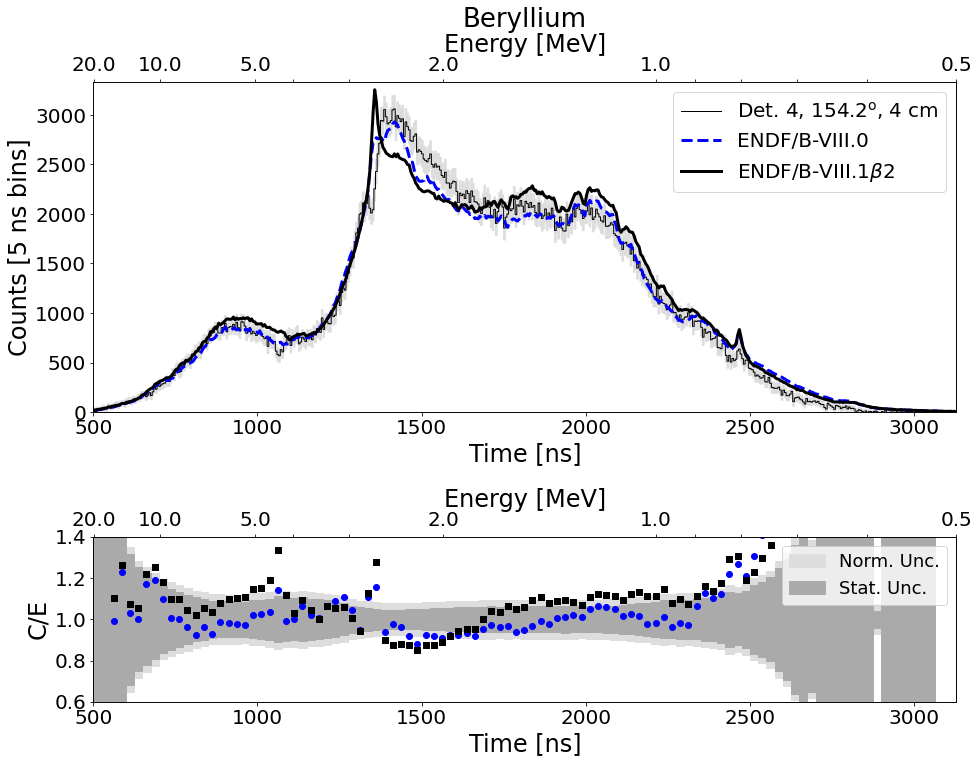 Beryllium
Energy [MeV]
20.0 10.0 5.0 2.0 1.0 0.5
3000
2500
2000
1500
1000
500
0
Counts [5 ns bins]
Det. 4, 154.2°, 4 cm
ENDF/B-VIII.0
ENDF/B-VIII.1β2
500 1000 1500 2000 2500 3000
Time [ns]
Energy [MeV]
20.0 10.0 5.0 2.0 1.0 0.5
1.4
1.2
1.0
0.8
0.6
C/E
Norm. Unc.
Stat. Unc.
500 1000 1500 2000 2500 3000
Time [ns]